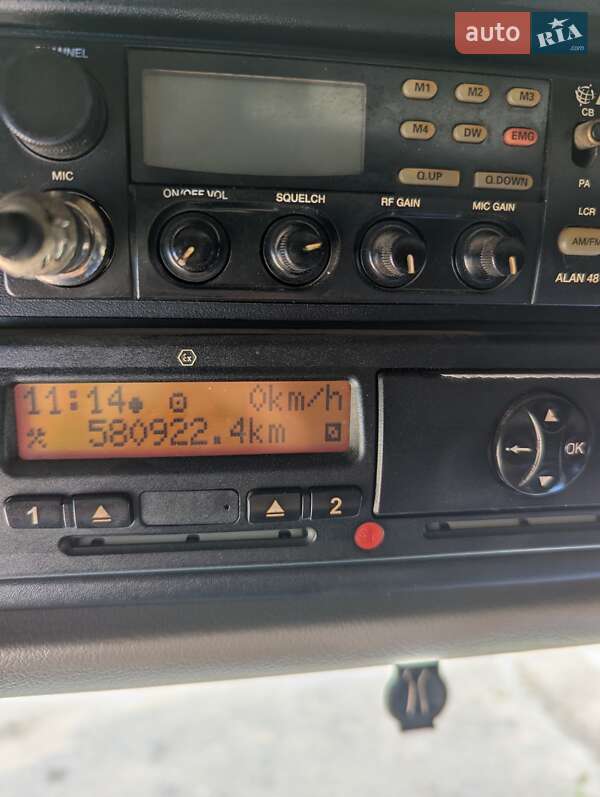 auto RIA.com
CHANNEL
M1 M2 M3
CB
M4 DW EMG
MIC
Q.UP Q.DOWN
PA
ON/OFF VOL SQUELCH RF GAIN MIC GAIN
LCR
AM/FM
ALAN 48
εx
11:14 0km/h
580922.4km
OK
1 2